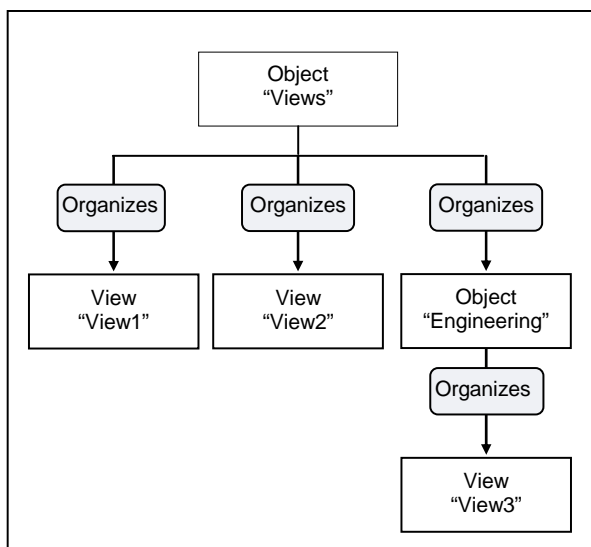 Object
“Views”
Organizes
Organizes
Organizes
View
“View1”
View
“View2”
Object
“Engineering”
Organizes
View
“View3”